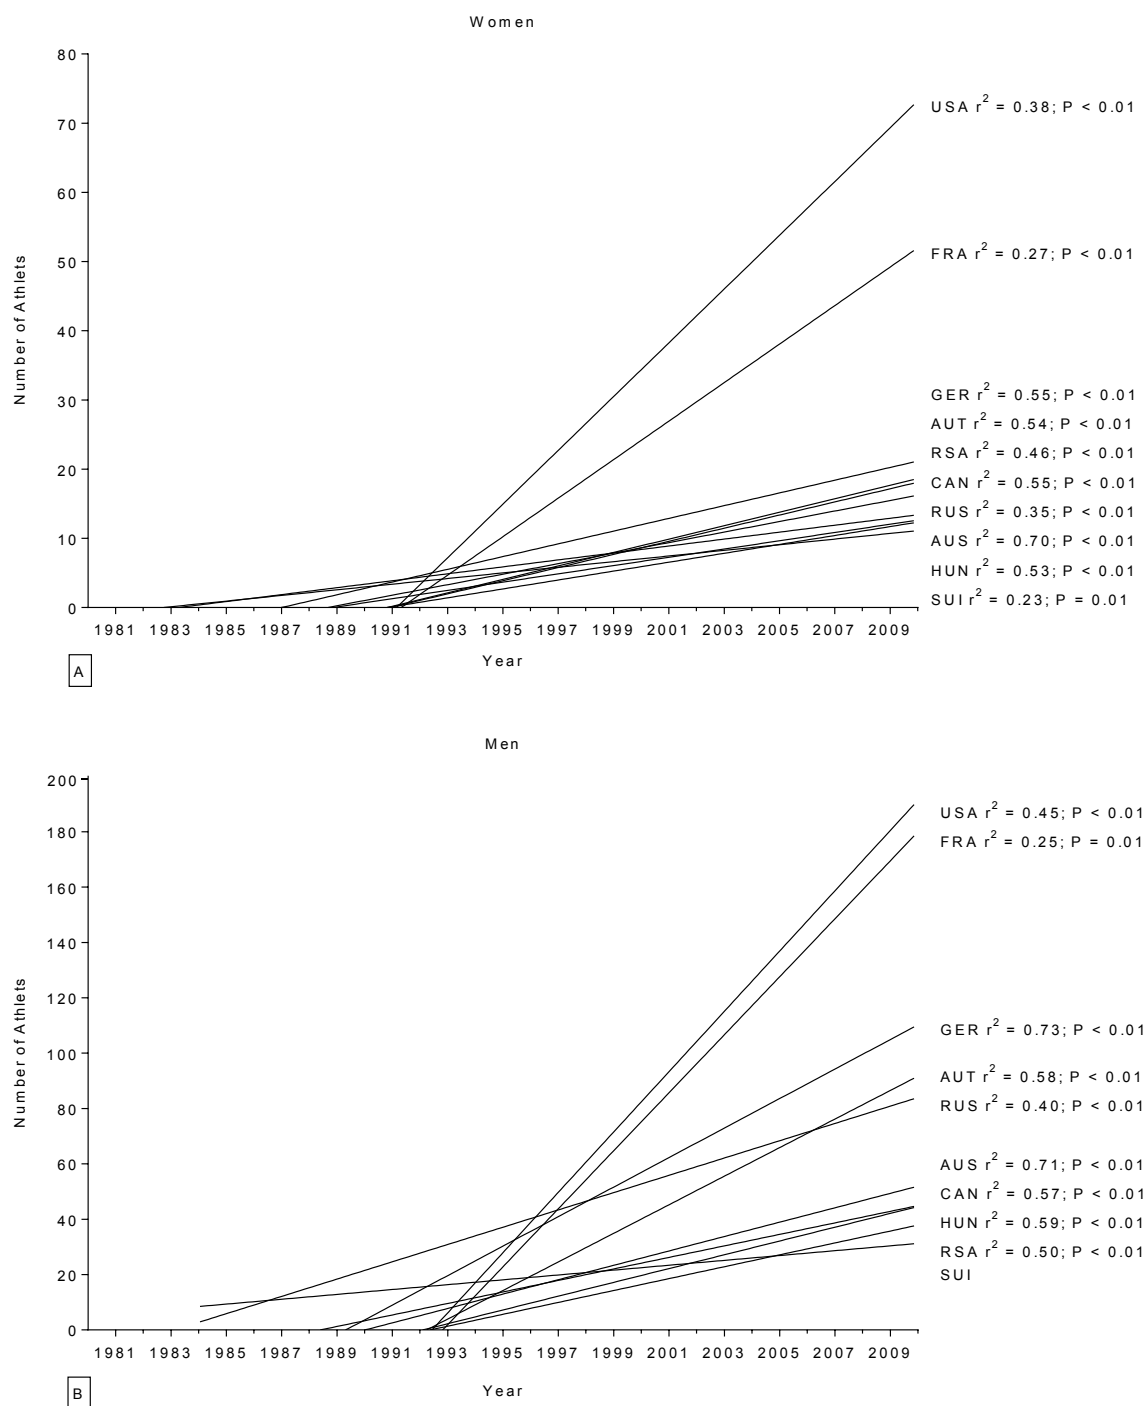 Women
80
70
60
50
40
30
20
10
0
Number of Athlets
USA r² = 0.38; P < 0.01
FRA r² = 0.27; P < 0.01
GER r² = 0.55; P < 0.01
AUT r² = 0.54; P < 0.01
RSA r² = 0.46; P < 0.01
CAN r² = 0.55; P < 0.01
RUS r² = 0.35; P < 0.01
AUS r² = 0.70; P < 0.01
HUN r² = 0.53; P < 0.01
SUI r² = 0.23; P = 0.01
1981 1983 1985 1987 1989 1991 1993 1995 1997 1999 2001 2003 2005 2007 2009
Year
A
Men
200
180
160
140
120
100
80
60
40
20
0
Number of Athlets
USA r² = 0.45; P < 0.01
FRA r² = 0.25; P = 0.01
GER r² = 0.73; P < 0.01
AUT r² = 0.58; P < 0.01
RUS r² = 0.40; P < 0.01
AUS r² = 0.71; P < 0.01
CAN r² = 0.57; P < 0.01
HUN r² = 0.59; P < 0.01
RSA r² = 0.50; P < 0.01
SUI
1981 1983 1985 1987 1989 1991 1993 1995 1997 1999 2001 2003 2005 2007 2009
Year
B